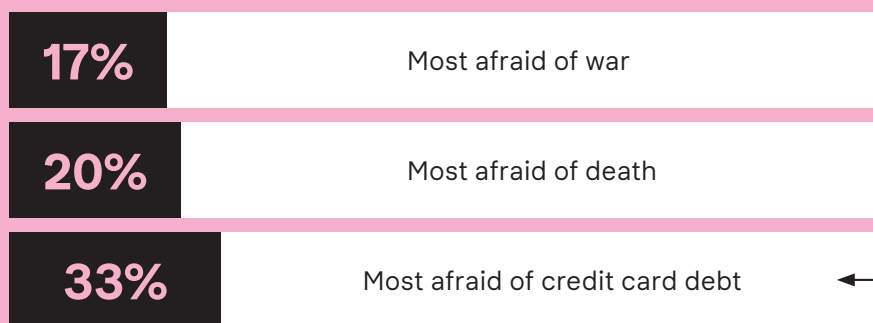 17% Most afraid of war
20% Most afraid of death
33% Most afraid of credit card debt